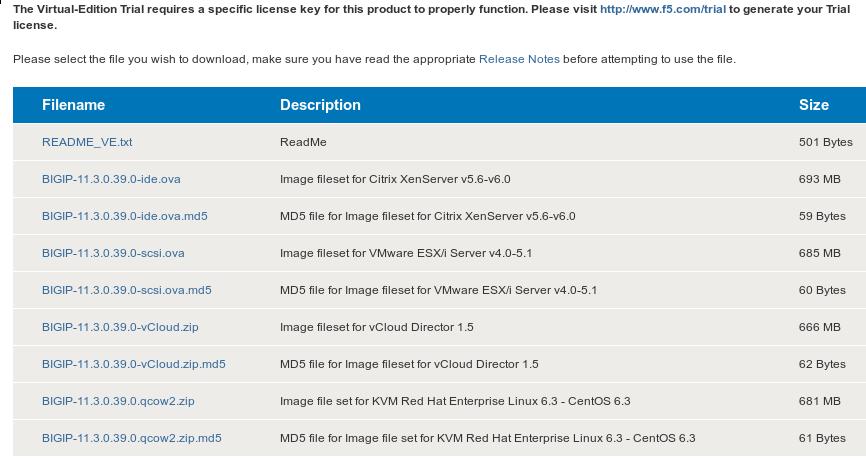 The Virtual-Edition Trial requires a specific license key for this product to properly function. Please visit http://www.f5.com/trial to generate your Trial
license.
Please select the file you wish to download, make sure you have read the appropriate Release Notes before attempting to use the file.
Filename Description Size
README_VE.txt ReadMe 501 Bytes
BIGIP-11.3.0.39.0-ide.ova Image fileset for Citrix XenServer v5.6-v6.0 693 MB
BIGIP-11.3.0.39.0-ide.ova.md5 MD5 file for Image fileset for Citrix XenServer v5.6-v6.0 59 Bytes
BIGIP-11.3.0.39.0-scsi.ova Image fileset for VMware ESX/i Server v4.0-5.1 685 MB
BIGIP-11.3.0.39.0-scsi.ova.md5 MD5 file for Image fileset for VMware ESX/i Server v4.0-5.1 60 Bytes
BIGIP-11.3.0.39.0-vCloud.zip Image fileset for vCloud Director 1.5 666 MB
BIGIP-11.3.0.39.0-vCloud.zip.md5 MD5 file for Image fileset for vCloud Director 1.5 62 Bytes
BIGIP-11.3.0.39.0.qcow2.zip Image file set for KVM Red Hat Enterprise Linux 6.3 - CentOS 6.3 681 MB
BIGIP-11.3.0.39.0.qcow2.zip.md5 MD5 file for Image file set for KVM Red Hat Enterprise Linux 6.3 - CentOS 6.3 61 Bytes